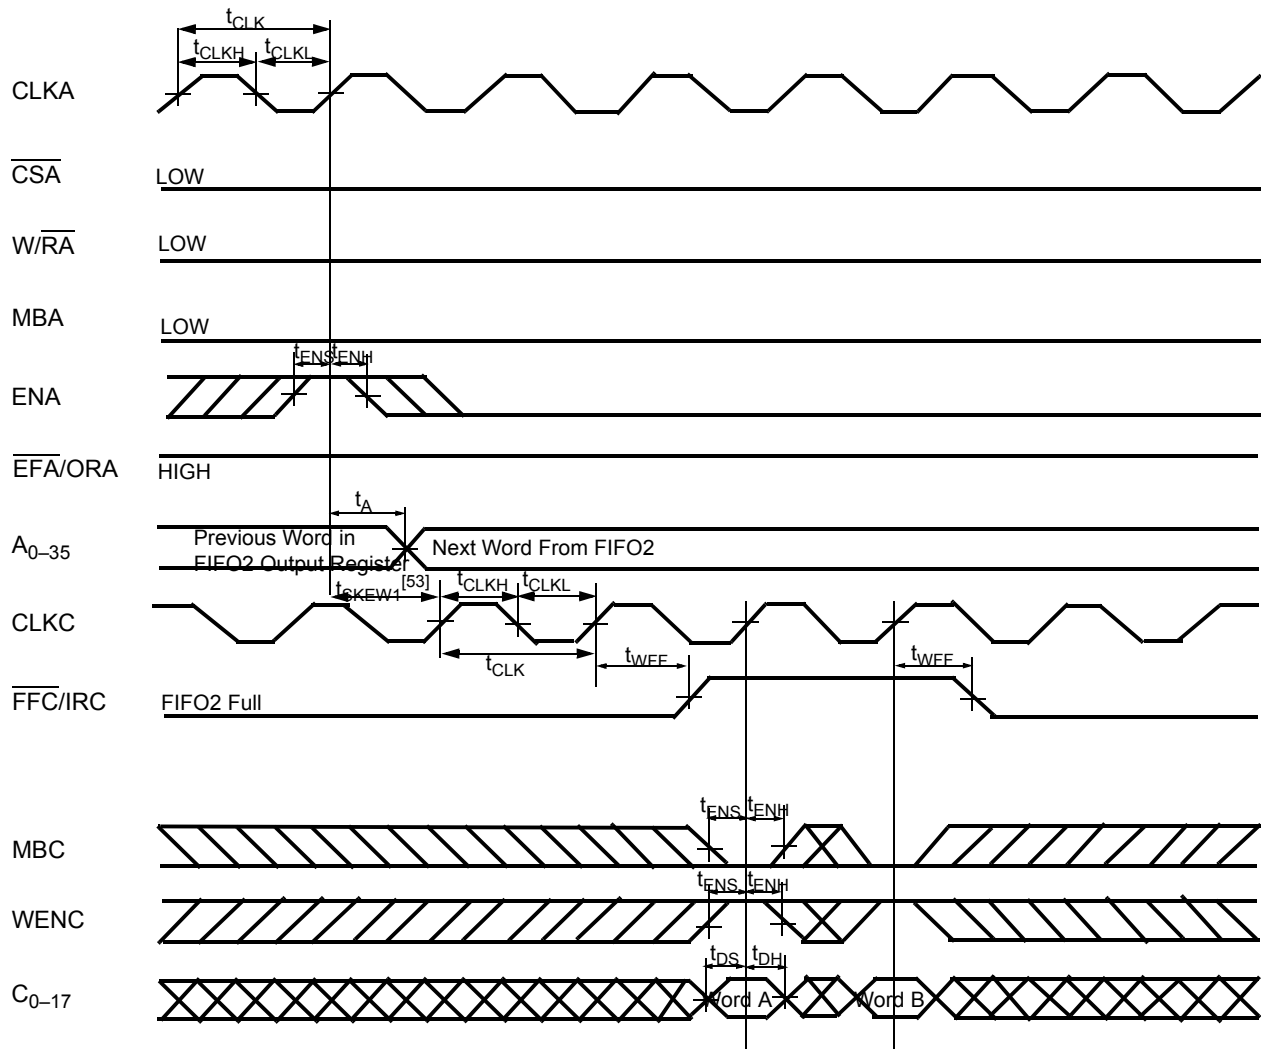 tCLK
tCLKH tCLKL
CLKA
CSA LOW
W/RA LOW
MBA LOW
tENS tENH
ENA
EFA/ORA HIGH
tA
A0–35 Previous Word in
FIFO2 Output Register Next Word From FIFO2
tSKEW1[53] tCLKH tCLKL
CLKC
tCLK tWFF tWFF
FFC/IRC FIFO2 Full
tENS tENH
MBC
tENS tENH
WENC
tDS tDH
C0–17 Word A Word B